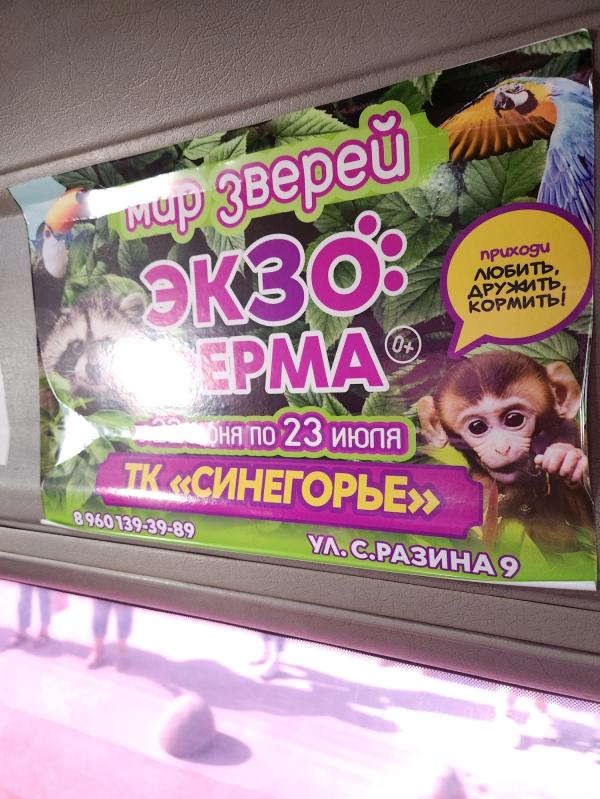 мир зверей
ЭКЗО
ЕРМА
0+
ПРИХОДИ
ЛЮБИТЬ,
ДРУЖИТЬ,
КОРМИТЬ!
ПО 23 ИЮЛЯ
ТК «СИНЕГОРЬЕ»
8 960 139-39-89
УЛ. С.РАЗИНА 9